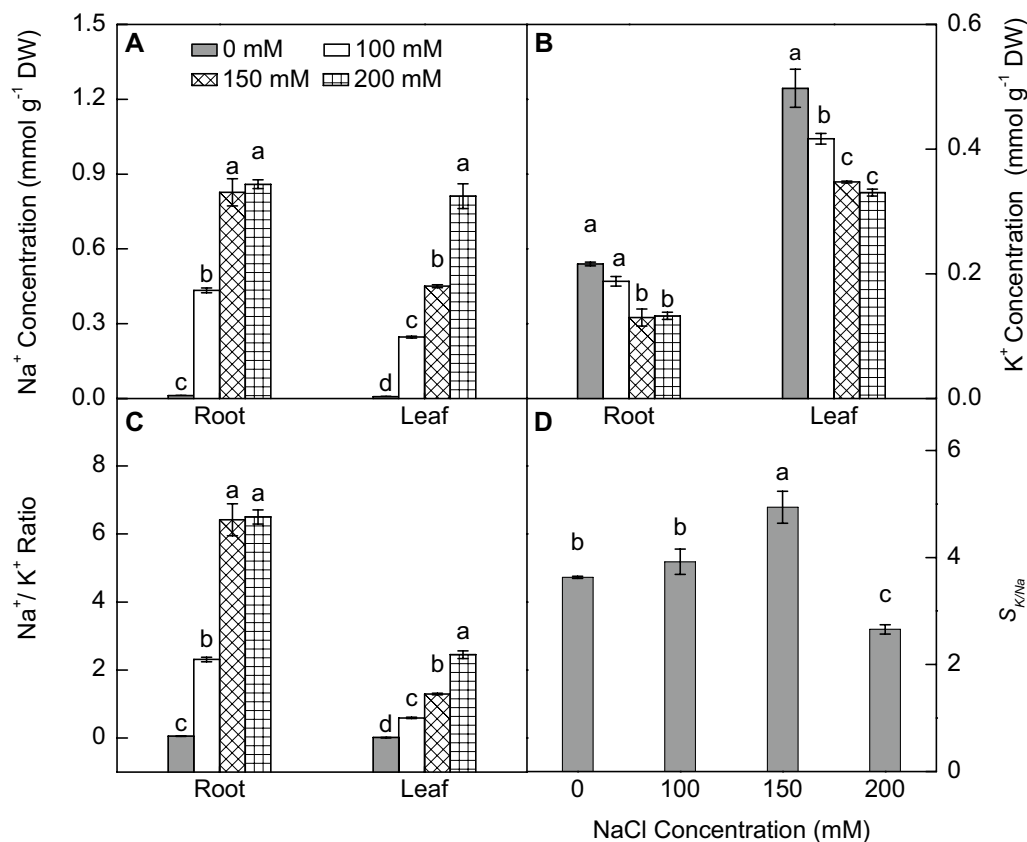 A
0 mM
100 mM
150 mM
200 mM
Na⁺ Concentration (mmol g⁻¹ DW)
1.5
1.2
0.9
0.6
0.3
0.0
c
b
a
a
d
c
b
a
Root
Leaf
B
K⁺ Concentration (mmol g⁻¹ DW)
0.6
0.4
0.2
0.0
a
a
b
b
a
b
c
c
Root
Leaf
C
Na⁺/ K⁺ Ratio
8
6
4
2
0
c
b
a
a
d
c
b
a
Root
Leaf
D
S K/Na
6
4
2
0
b
b
a
c
0
100
150
200
NaCl Concentration (mM)